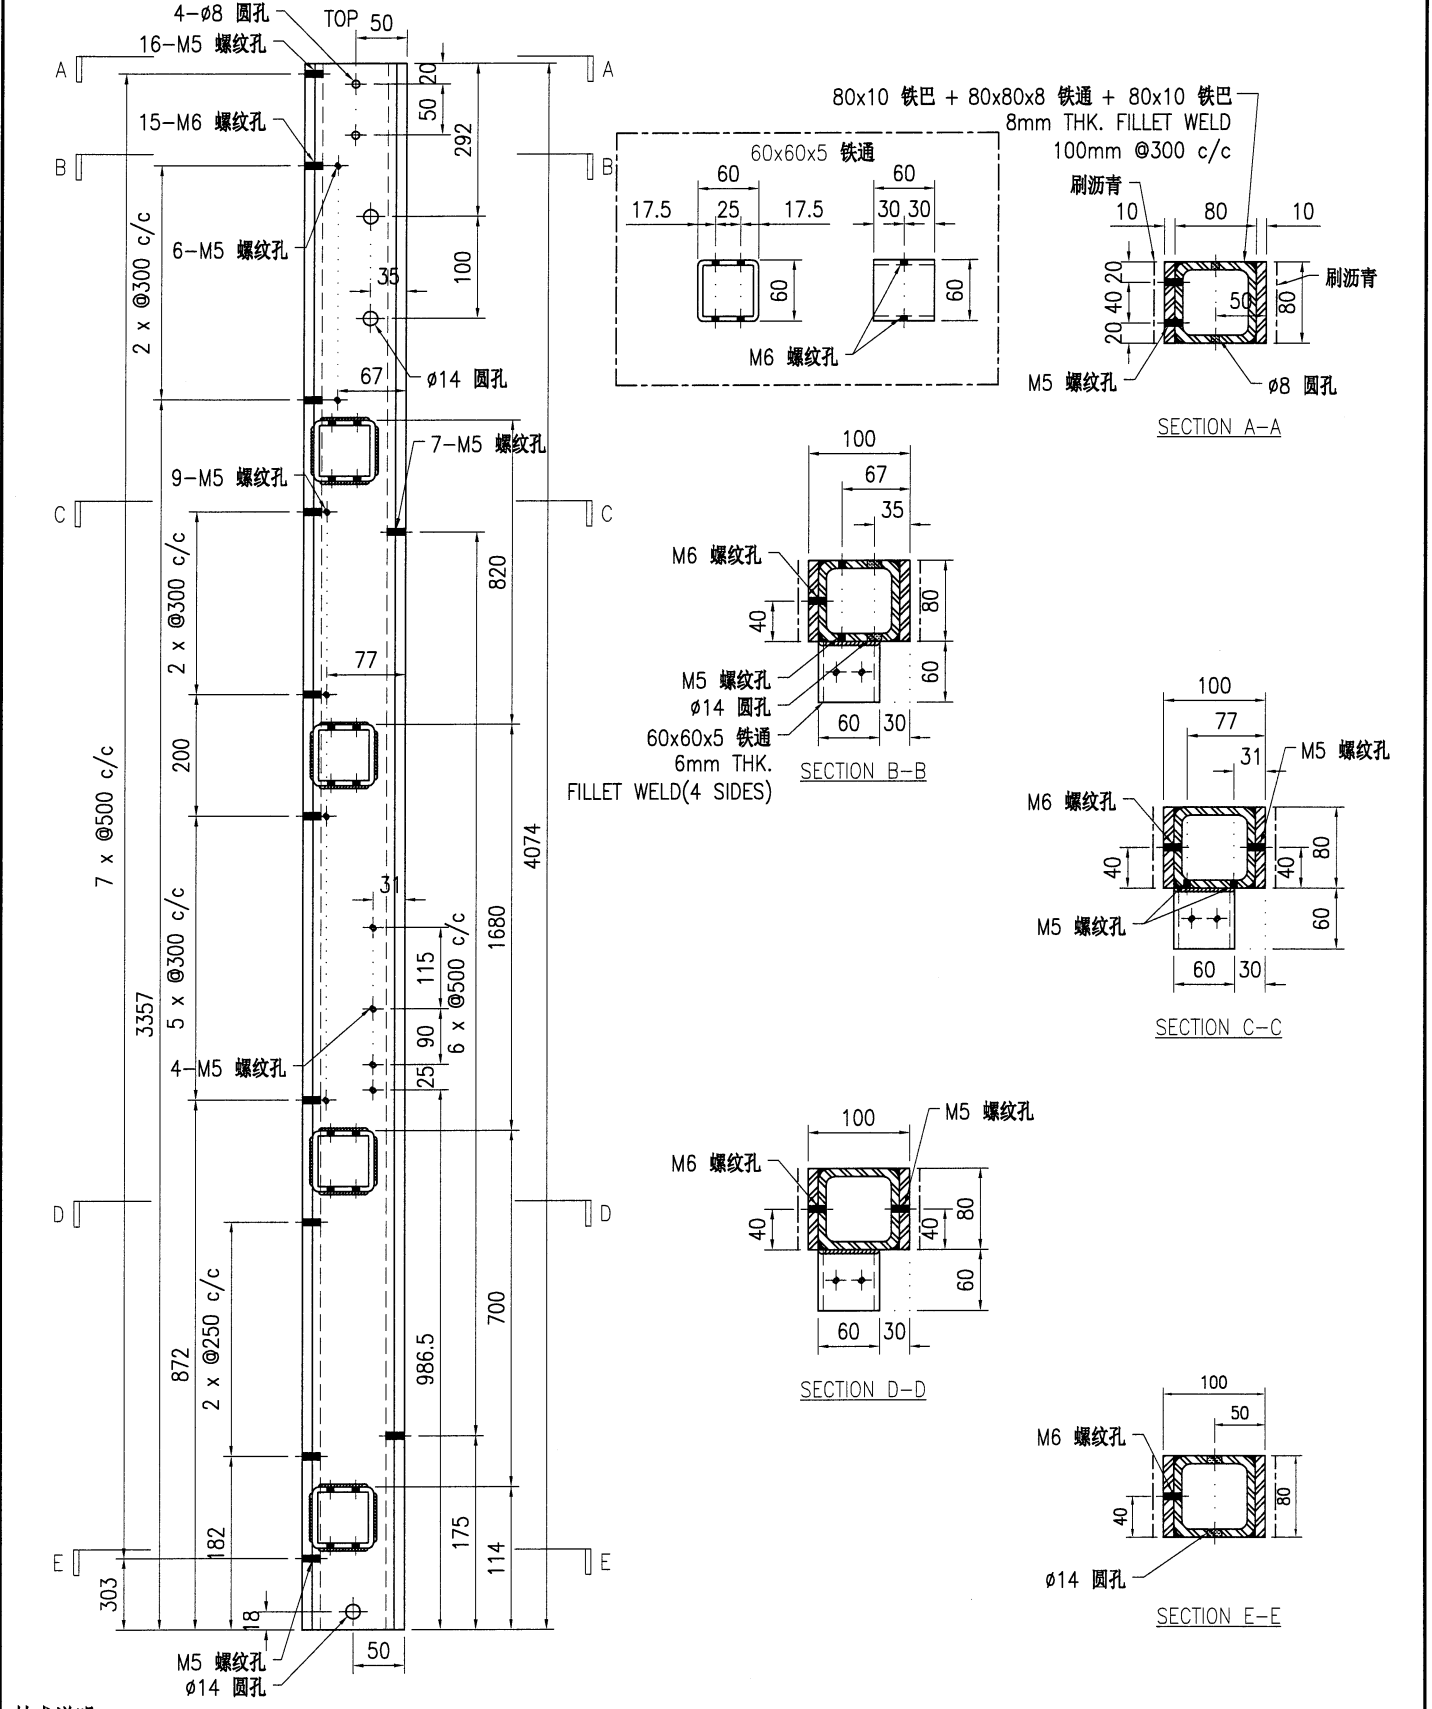 4-ø8 圆孔
TOP
50
16-M5 螺纹孔
A
A
20
50
292
15-M6 螺纹孔
B
B
2 x @300 c/c
6-M5 螺纹孔
35
100
67
ø14 圆孔
7-M5 螺纹孔
9-M5 螺纹孔
C
C
2 x @300 c/c
820
77
200
7 x @500 c/c
4074
31
1680
5 x @300 c/c
115
6 x @500 c/c
3357
90
4-M5 螺纹孔
25
D
D
2 x @250 c/c
700
872
986.5
182
175
114
E
E
303
18
M5 螺纹孔
ø14 圆孔
50
60x60x5 铁通
60
60
17.5
25
17.5
30
30
60
60
M6 螺纹孔
80x10 铁巴 + 80x80x8 铁通 + 80x10 铁巴
8mm THK. FILLET WELD
100mm @300 c/c
刷沥青
10
80
10
20
40
20
50
80
刷沥青
M5 螺纹孔
ø8 圆孔
SECTION A-A
100
67
35
M6 螺纹孔
40
80
60
M5 螺纹孔
ø14 圆孔
60x60x5 铁通
6mm THK.
FILLET WELD(4 SIDES)
60
30
SECTION B-B
100
77
31
M5 螺纹孔
M6 螺纹孔
40
40
80
60
M5 螺纹孔
60
30
SECTION C-C
100
M5 螺纹孔
M6 螺纹孔
40
40
80
60
60
30
SECTION D-D
100
50
M6 螺纹孔
40
80
ø14 圆孔
SECTION E-E